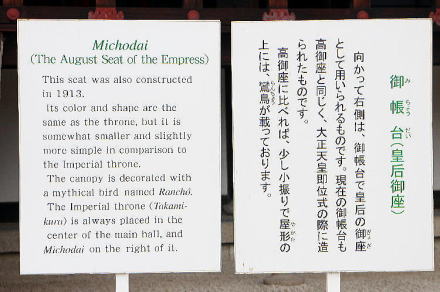 Michodai
(The August Seat of the Empress)
This seat was also constructed
in 1913.
Its color and shape are the
same as the throne, but it is
somewhat smaller and slightly
more simple in comparison to
the Imperial throne.
The canopy is decorated with
a mythical bird named Ranchō.
The Imperial throne (Takami-
kura) is always placed in the
center of the main ball, and
Michodai on the right of it.
御帳台(皇后御座)
み ちょう だい
向かって右側は、御帳台で皇后の御座
として用いられるものです。現在の御帳台も
高御座と同じく、大正天皇即位式の際に造
られたものです。
高御座に比べれば、少し小振りで屋形の
上には、鸞鳥が載っております。